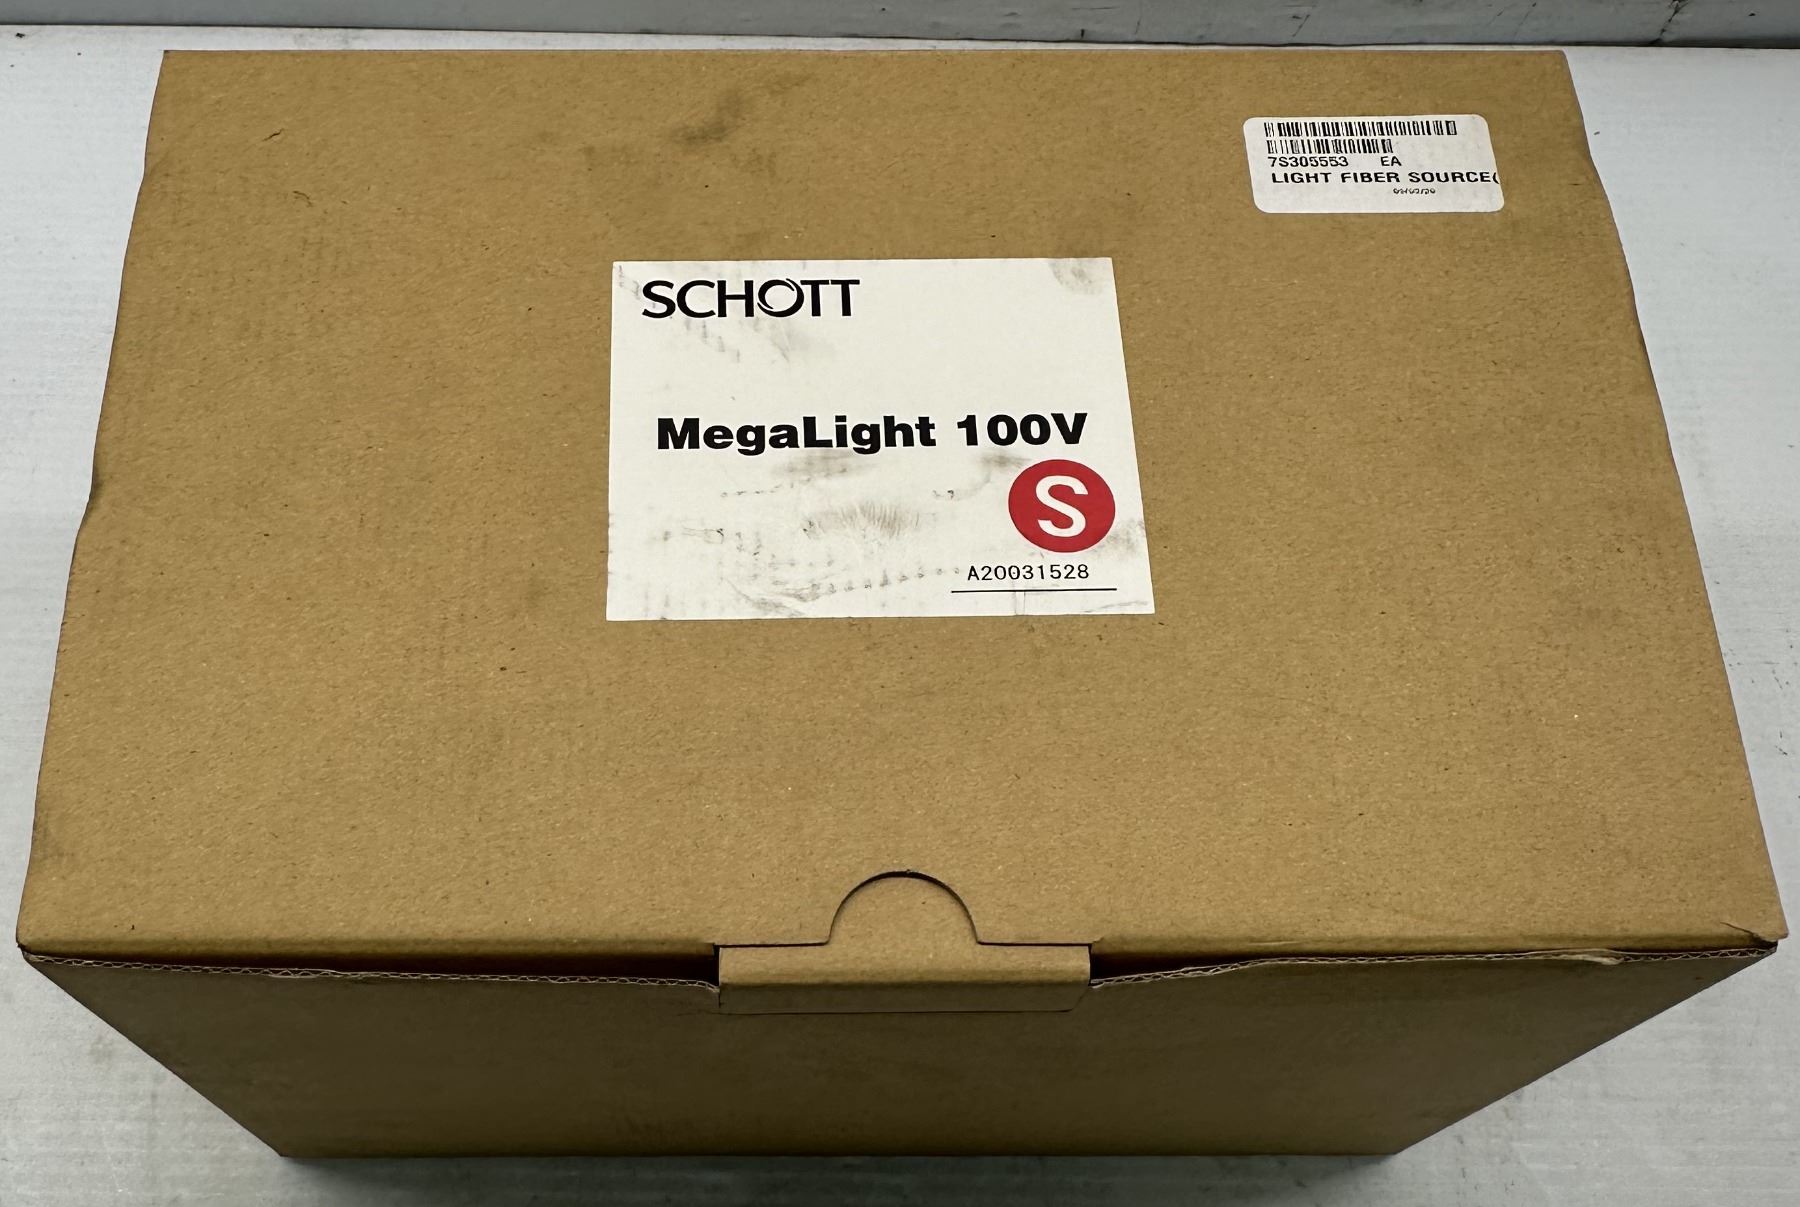 7S305553 EA
LIGHT FIBER SOURCE(
SCHOTT
MegaLight 100V
S
A20031528